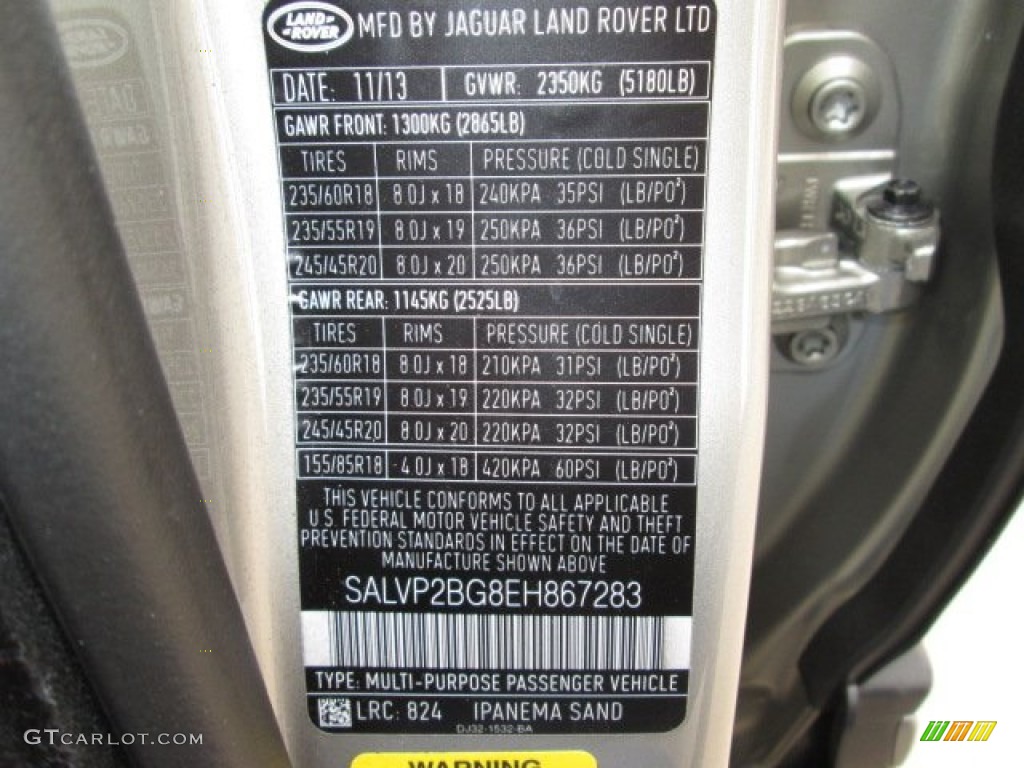 LAND ROVER MFD BY JAGUAR LAND ROVER LTD
DATE: 11/13 GVWR: 2350KG (5180LB)
GAWR FRONT: 1300KG (2865LB)
TIRES RIMS PRESSURE (COLD SINGLE)
235/60R18 8.0J x 18 240KPA 35PSI (LB/PO²)
235/55R19 8.0J x 19 250KPA 36PSI (LB/PO²)
245/45R20 8.0J x 20 250KPA 36PSI (LB/PO²)
GAWR REAR: 1145KG (2525LB)
TIRES RIMS PRESSURE (COLD SINGLE)
235/60R18 8.0J x 18 210KPA 31PSI (LB/PO²)
235/55R19 8.0J x 19 220KPA 32PSI (LB/PO²)
245/45R20 8.0J x 20 220KPA 32PSI (LB/PO²)
155/85R18 4.0J x 18 420KPA 60PSI (LB/PO²)
THIS VEHICLE CONFORMS TO ALL APPLICABLE
U.S. FEDERAL MOTOR VEHICLE SAFETY AND THEFT
PREVENTION STANDARDS IN EFFECT ON THE DATE OF
MANUFACTURE SHOWN ABOVE
SALVP2BG8EH867283
TYPE: MULTI-PURPOSE PASSENGER VEHICLE
LRC: 824 IPANEMA SAND
DJ32-1532-BA
WARNING
GTCARLOT.COM